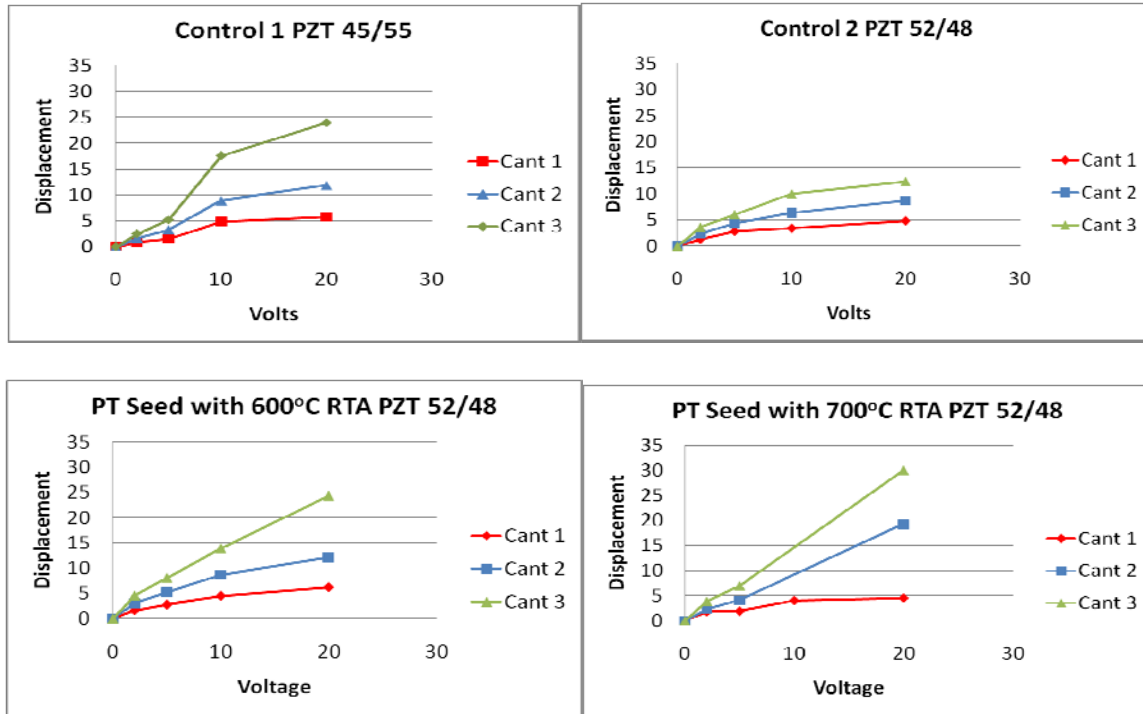 Control 1 PZT 45/55
35
30
25
20
15
10
5
0
Displacement
0 10 20 30
Volts
Cant 1
Cant 2
Cant 3
Control 2 PZT 52/48
35
30
25
20
15
10
5
0
Displacement
0 10 20 30
Volts
Cant 1
Cant 2
Cant 3
PT Seed with 600°C RTA PZT 52/48
35
30
25
20
15
10
5
0
Displacement
0 10 20 30
Voltage
Cant 1
Cant 2
Cant 3
PT Seed with 700°C RTA PZT 52/48
35
30
25
20
15
10
5
0
Displacement
0 10 20 30
Voltage
Cant 1
Cant 2
Cant 3